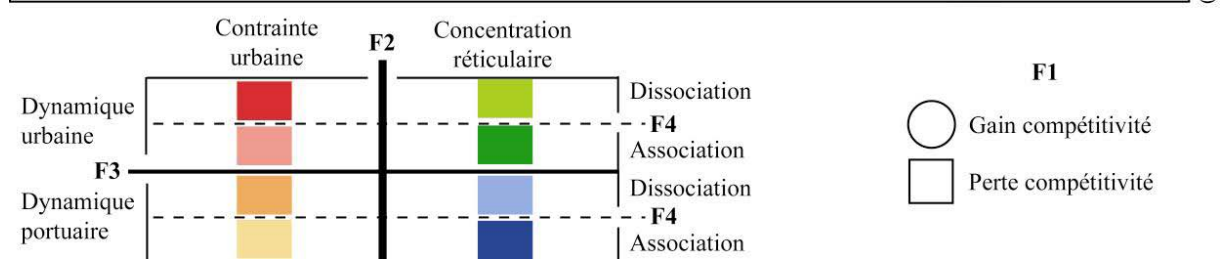 Contrainte
urbaine
F2
Concentration
réticulaire
F1
Dynamique
urbaine
Dissociation
F4
Association
Gain compétitivité
F3
Dynamique
portuaire
Dissociation
F4
Association
Perte compétitivité